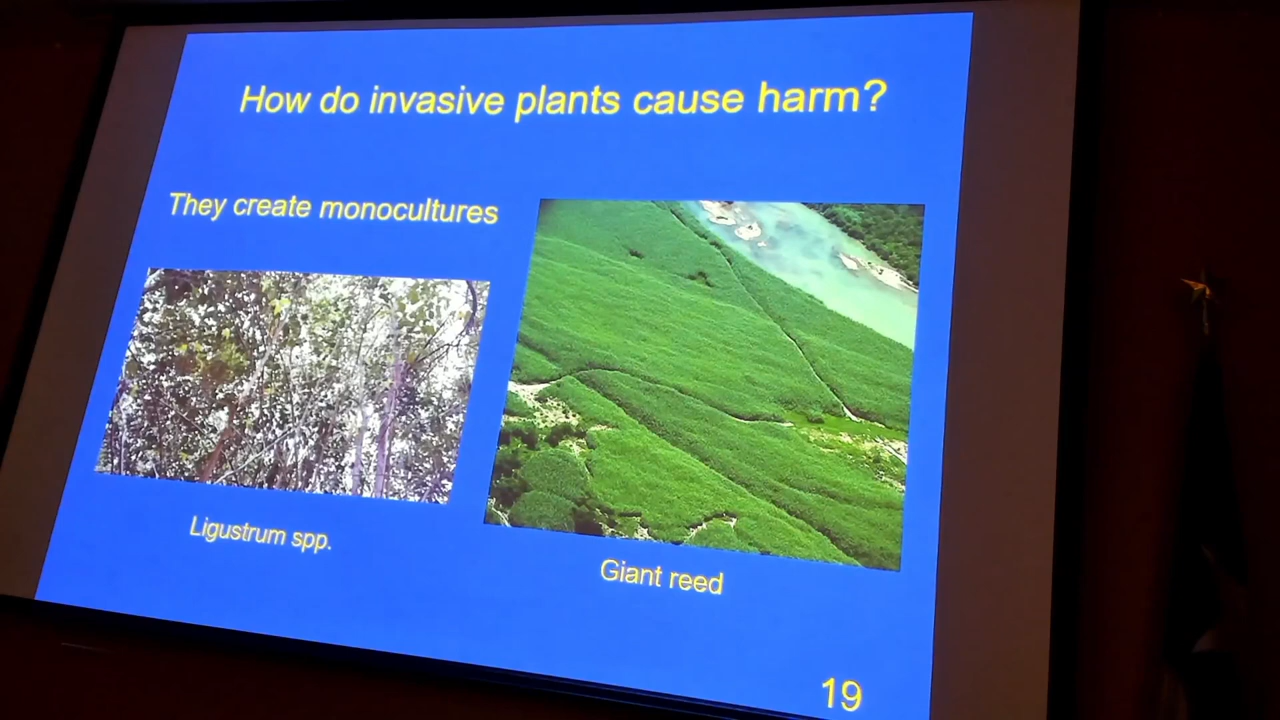 How do invasive plants cause harm?
They create monocultures
Ligustrum spp.
Giant reed
19